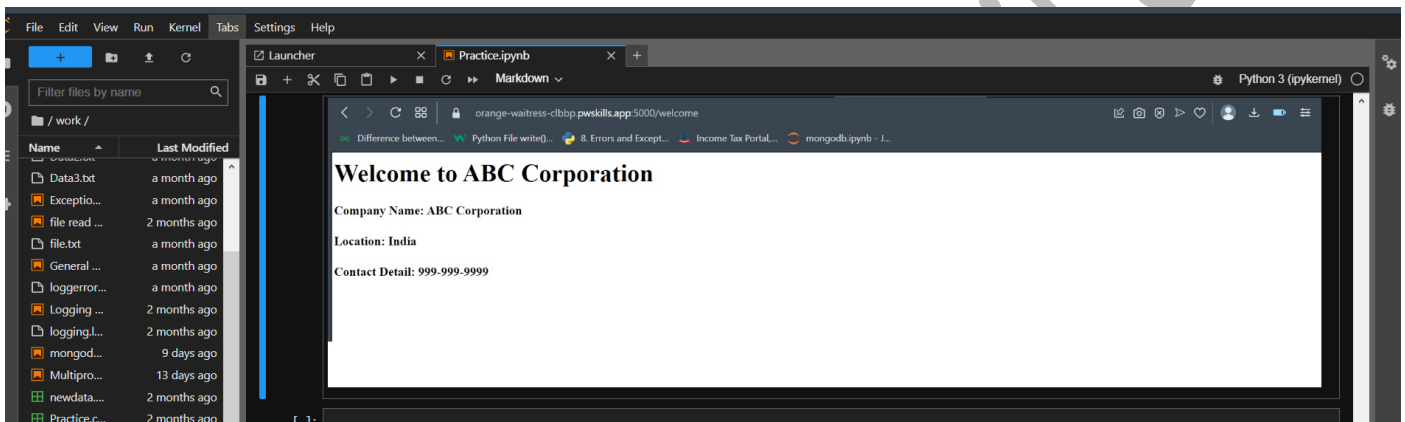 File Edit View Run Kernel Tabs Settings Help
Launcher Practice.ipynb
Markdown Python 3 (ipykernel)
Filter files by name
/ work /
Name Last Modified
Data3.txt a month ago
Exceptio... a month ago
file read ... 2 months ago
file.txt a month ago
General ... a month ago
loggerror... a month ago
Logging ... 2 months ago
logging.l... 2 months ago
mongod... 9 days ago
Multipro... 13 days ago
newdata.... 2 months ago
Practice.c... 2 months ago
orange-waitress-clbbp.pwskills.app:5000/welcome
Difference between... Python File write()... 8. Errors and Except... Income Tax Portal,... mongodb.ipynb - J...
Welcome to ABC Corporation
Company Name: ABC Corporation
Location: India
Contact Detail: 999-999-9999
[ ]: